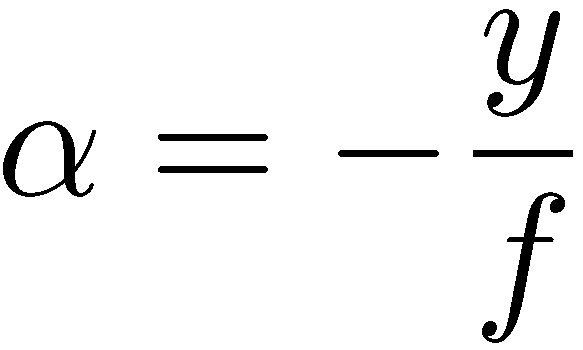 α = − y/f